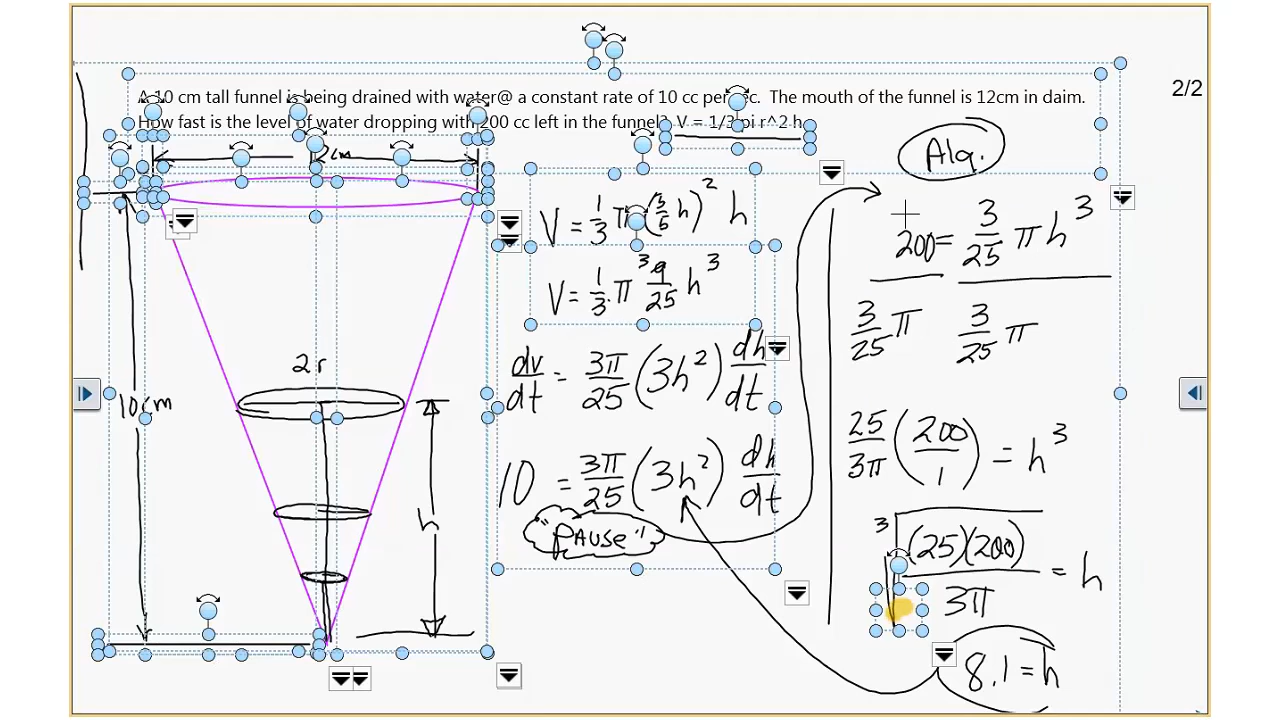 A 10 cm tall funnel is being drained with water@ a constant rate of 10 cc per sec. The mouth of the funnel is 12cm in daim.
How fast is the level of water dropping with 200 cc left in the funnel? V = 1/3 pi r^2 h
2/2
12cm
10cm
2r
h
V = 1/3 π (3/5 h)^2 h
V = 1/3 · π 9/25 h^3
3
dv/dt = 3π/25 (3h^2) dh/dt
10 = 3π/25 (3h^2) dh/dt
"PAUSE"
Alg.
200 = 3/25 π h^3
3/25 π 3/25 π
25/3π (200/1) = h^3
∛((25)(200)/3π) = h
8.1 = h